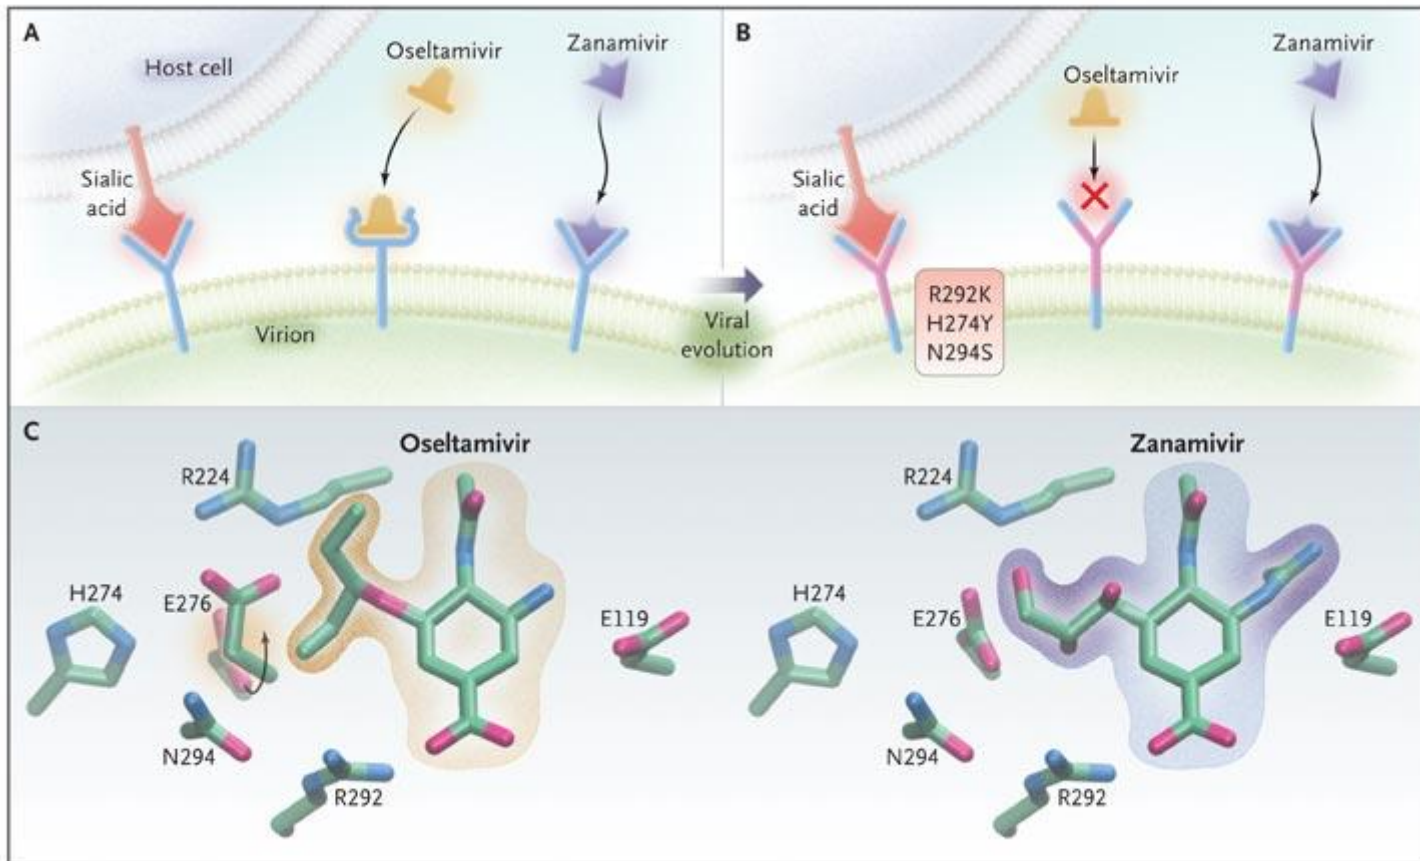 A
Host cell
Oseltamivir
Zanamivir
Sialic
acid
Virion
Viral
evolution
B
Oseltamivir
Zanamivir
Sialic
acid
R292K
H274Y
N294S
C
Oseltamivir
R224
H274
E276
E119
N294
R292
Zanamivir
R224
H274
E276
E119
N294
R292